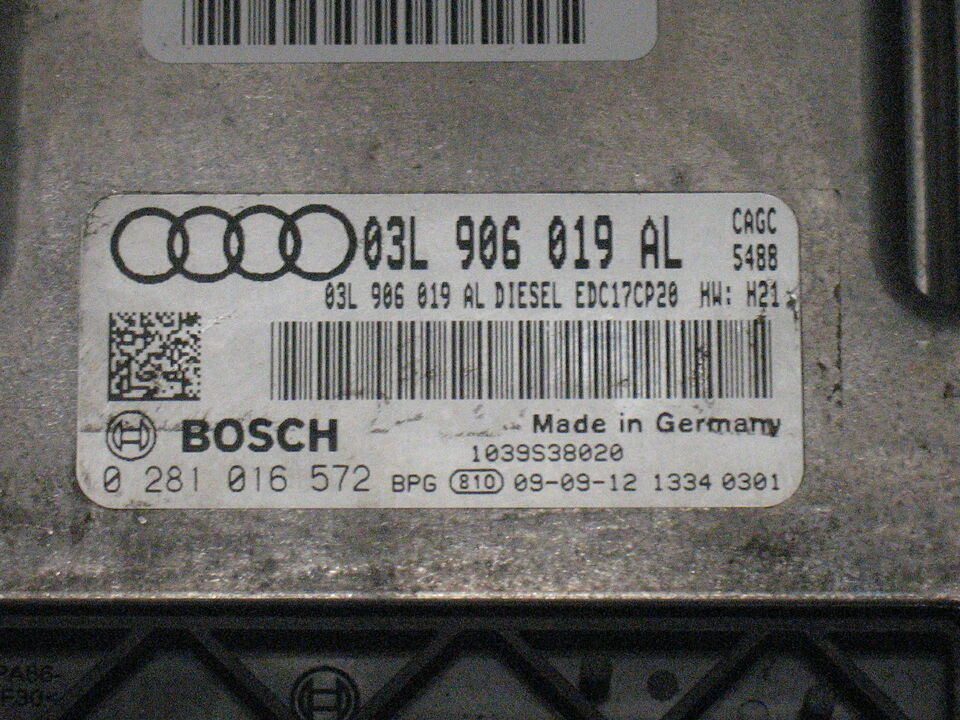 03L 906 019 AL CAGC
5488
03L 906 019 AL DIESEL EDC17CP20 HW: H21
BOSCH
Made in Germany
1039S38020
0 281 016 572 BPG 810 09-09-12 1334 0301